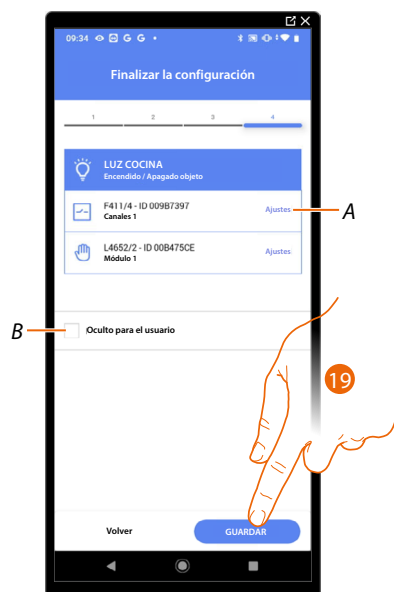 09:34 G G
Finalizar la configuración
1 2 3 4
LUZ COCINA
Encendido / Apagado objeto
F411/4 - ID 009B7397
Canales 1
Ajustes
A
L4652/2 - ID 00B475CE
Módulo 1
Ajustes
B
Oculto para el usuario
19
Volver
GUARDAR